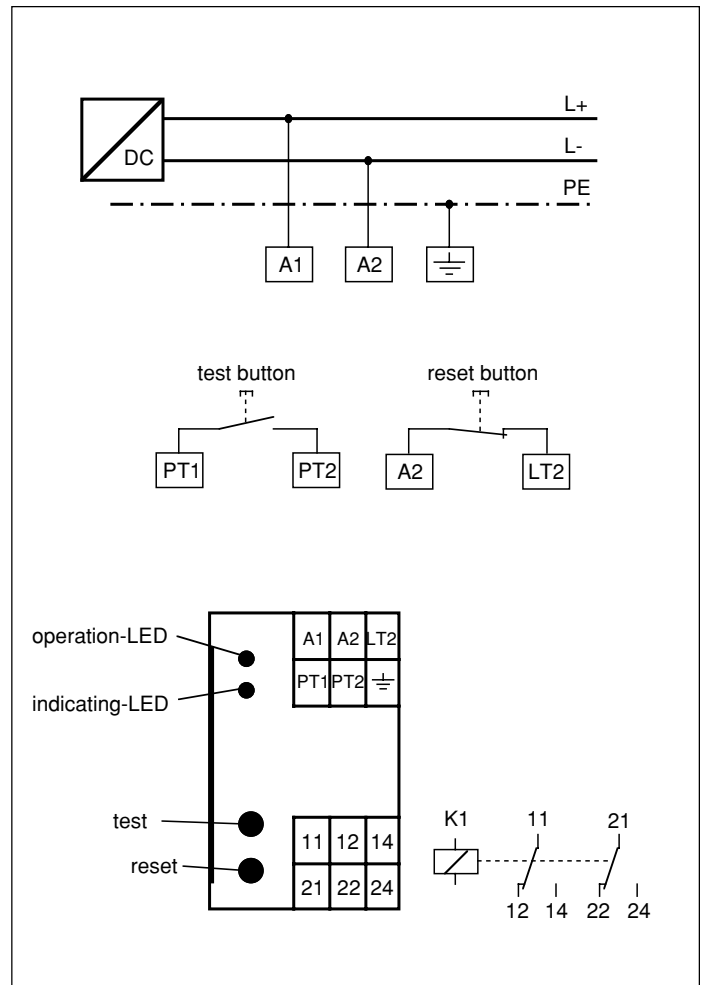 L+
DC
L-
PE
A1 A2
test button reset button
PT1 PT2 A2 LT2
operation-LED
A1 A2 LT2
indicating-LED
PT1 PT2
test
K1 11 21
11 12 14
reset
21 22 24
12 14 22 24